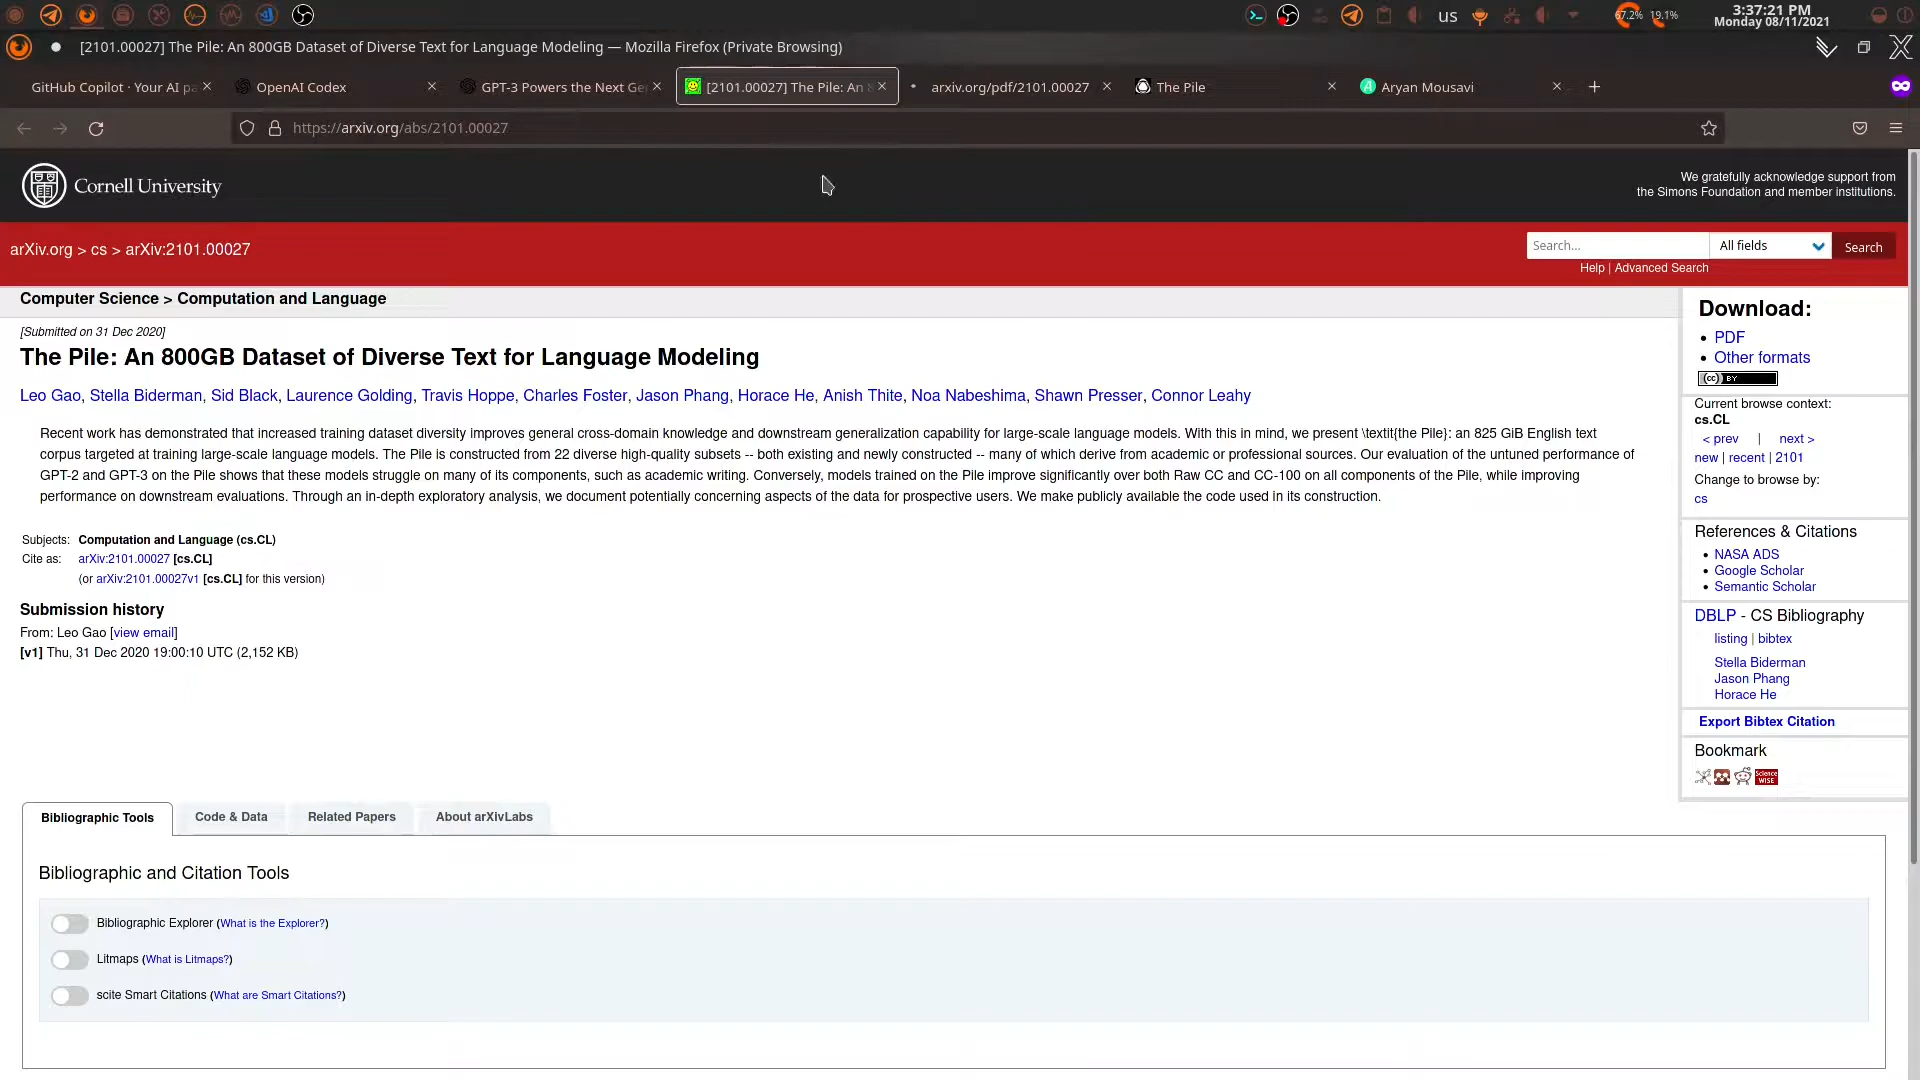 us
67.2%
19.1%
3:37:21 PM
Monday 08/11/2021
[2101.00027] The Pile: An 800GB Dataset of Diverse Text for Language Modeling — Mozilla Firefox (Private Browsing)
GitHub Copilot · Your AI pa
OpenAI Codex
GPT-3 Powers the Next Ge
[2101.00027] The Pile: An 8
arxiv.org/pdf/2101.00027
The Pile
A Aryan Mousavi
https://arxiv.org/abs/2101.00027
Cornell University
We gratefully acknowledge support from
the Simons Foundation and member institutions.
arXiv.org > cs > arXiv:2101.00027
Search...
All fields
Search
Help | Advanced Search
Computer Science > Computation and Language
[Submitted on 31 Dec 2020]
The Pile: An 800GB Dataset of Diverse Text for Language Modeling
Leo Gao, Stella Biderman, Sid Black, Laurence Golding, Travis Hoppe, Charles Foster, Jason Phang, Horace He, Anish Thite, Noa Nabeshima, Shawn Presser, Connor Leahy
Recent work has demonstrated that increased training dataset diversity improves general cross-domain knowledge and downstream generalization capability for large-scale language models. With this in mind, we present \textit{the Pile}: an 825 GiB English text
corpus targeted at training large-scale language models. The Pile is constructed from 22 diverse high-quality subsets -- both existing and newly constructed -- many of which derive from academic or professional sources. Our evaluation of the untuned performance of
GPT-2 and GPT-3 on the Pile shows that these models struggle on many of its components, such as academic writing. Conversely, models trained on the Pile improve significantly over both Raw CC and CC-100 on all components of the Pile, while improving
performance on downstream evaluations. Through an in-depth exploratory analysis, we document potentially concerning aspects of the data for prospective users. We make publicly available the code used in its construction.
Subjects: Computation and Language (cs.CL)
Cite as: arXiv:2101.00027 [cs.CL]
(or arXiv:2101.00027v1 [cs.CL] for this version)
Submission history
From: Leo Gao [view email]
[v1] Thu, 31 Dec 2020 19:00:10 UTC (2,152 KB)
Download:
PDF
Other formats
(cc) BY
Current browse context:
cs.CL
< prev | next >
new | recent | 2101
Change to browse by:
cs
References & Citations
NASA ADS
Google Scholar
Semantic Scholar
DBLP - CS Bibliography
listing | bibtex
Stella Biderman
Jason Phang
Horace He
Export Bibtex Citation
Bookmark
Science
WISE
Bibliographic Tools
Code & Data
Related Papers
About arXivLabs
Bibliographic and Citation Tools
Bibliographic Explorer (What is the Explorer?)
Litmaps (What is Litmaps?)
scite Smart Citations (What are Smart Citations?)